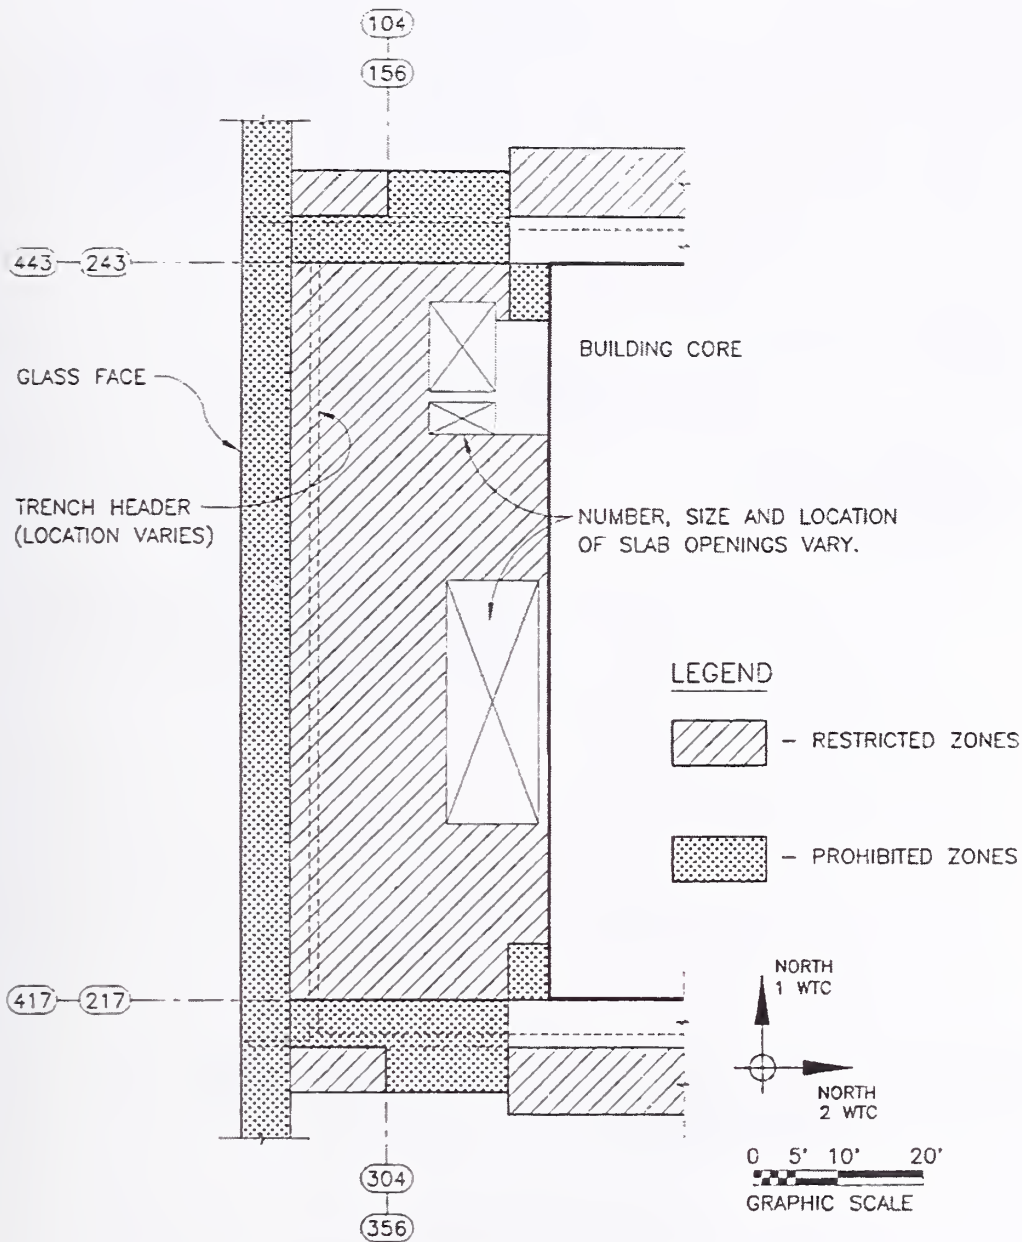 104
156
443 243
BUILDING CORE
GLASS FACE
TRENCH HEADER
(LOCATION VARIES)
NUMBER, SIZE AND LOCATION
OF SLAB OPENINGS VARY.
LEGEND
- RESTRICTED ZONES
- PROHIBITED ZONES
NORTH
1 WTC
417 217
NORTH
2 WTC
0 5' 10' 20'
GRAPHIC SCALE
304
356